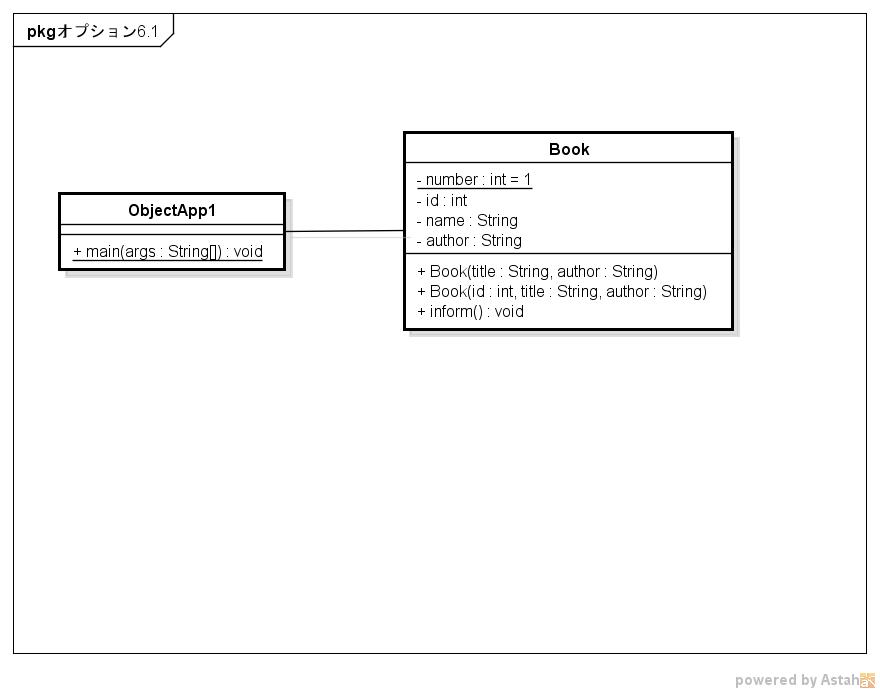 pkgオプション6.1
Book
- number : int = 1
- id : int
- name : String
- author : String
+ Book(title : String, author : String)
+ Book(id : int, title : String, author : String)
+ inform() : void
ObjectApp1
+ main(args : String[]) : void
powered by Astah